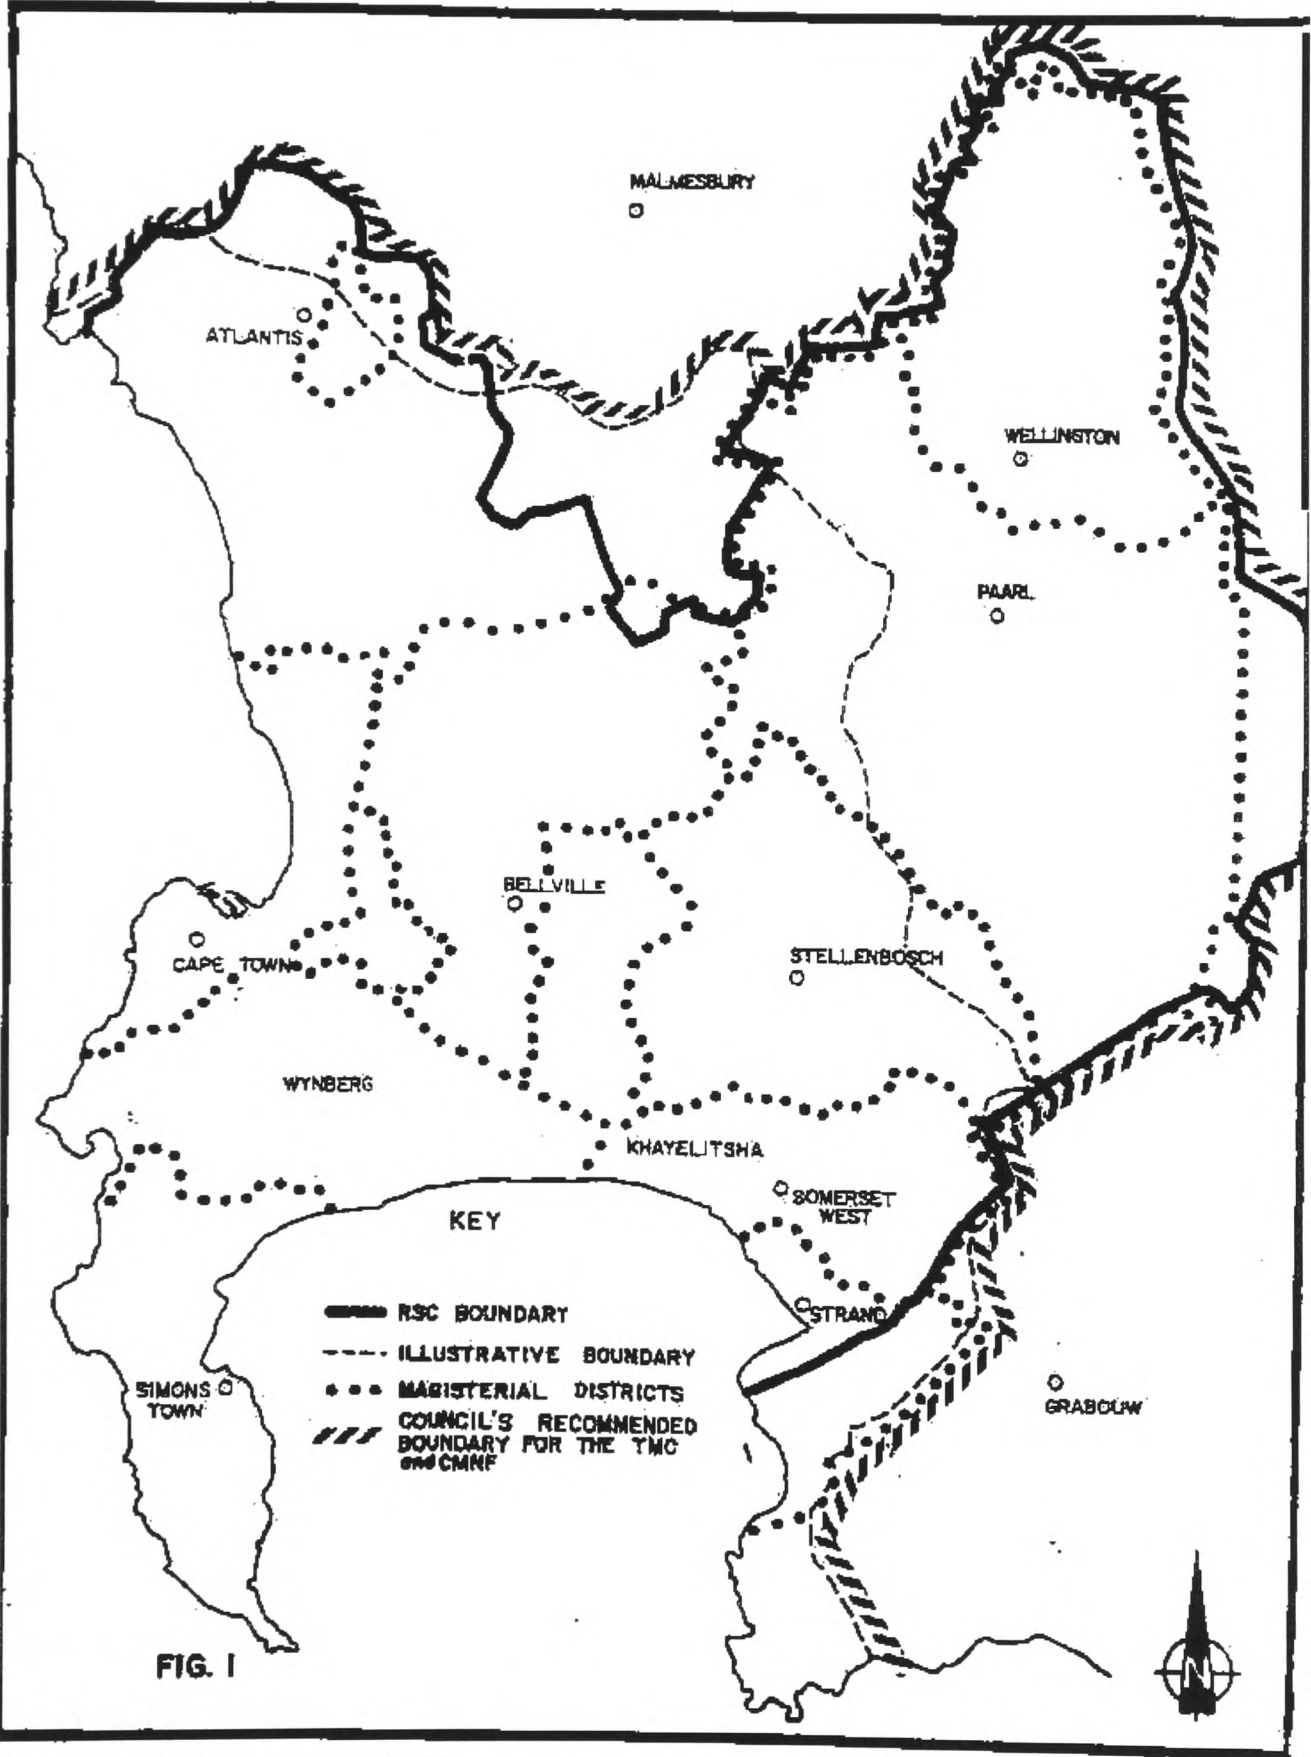 MALMESBURY
ATLANTIS
WELLINGTON
PAARL
BELLVILLE
CAPE TOWN
STELLENBOSCH
WYNBERG
KHAYELITSHA
SOMERSET
WEST
STRAND
SIMONS
TOWN
GRABOUW
KEY
RSC BOUNDARY
ILLUSTRATIVE BOUNDARY
MAGISTERIAL DISTRICTS
COUNCIL'S RECOMMENDED
BOUNDARY FOR THE TMC
and CMNF
FIG. 1
N